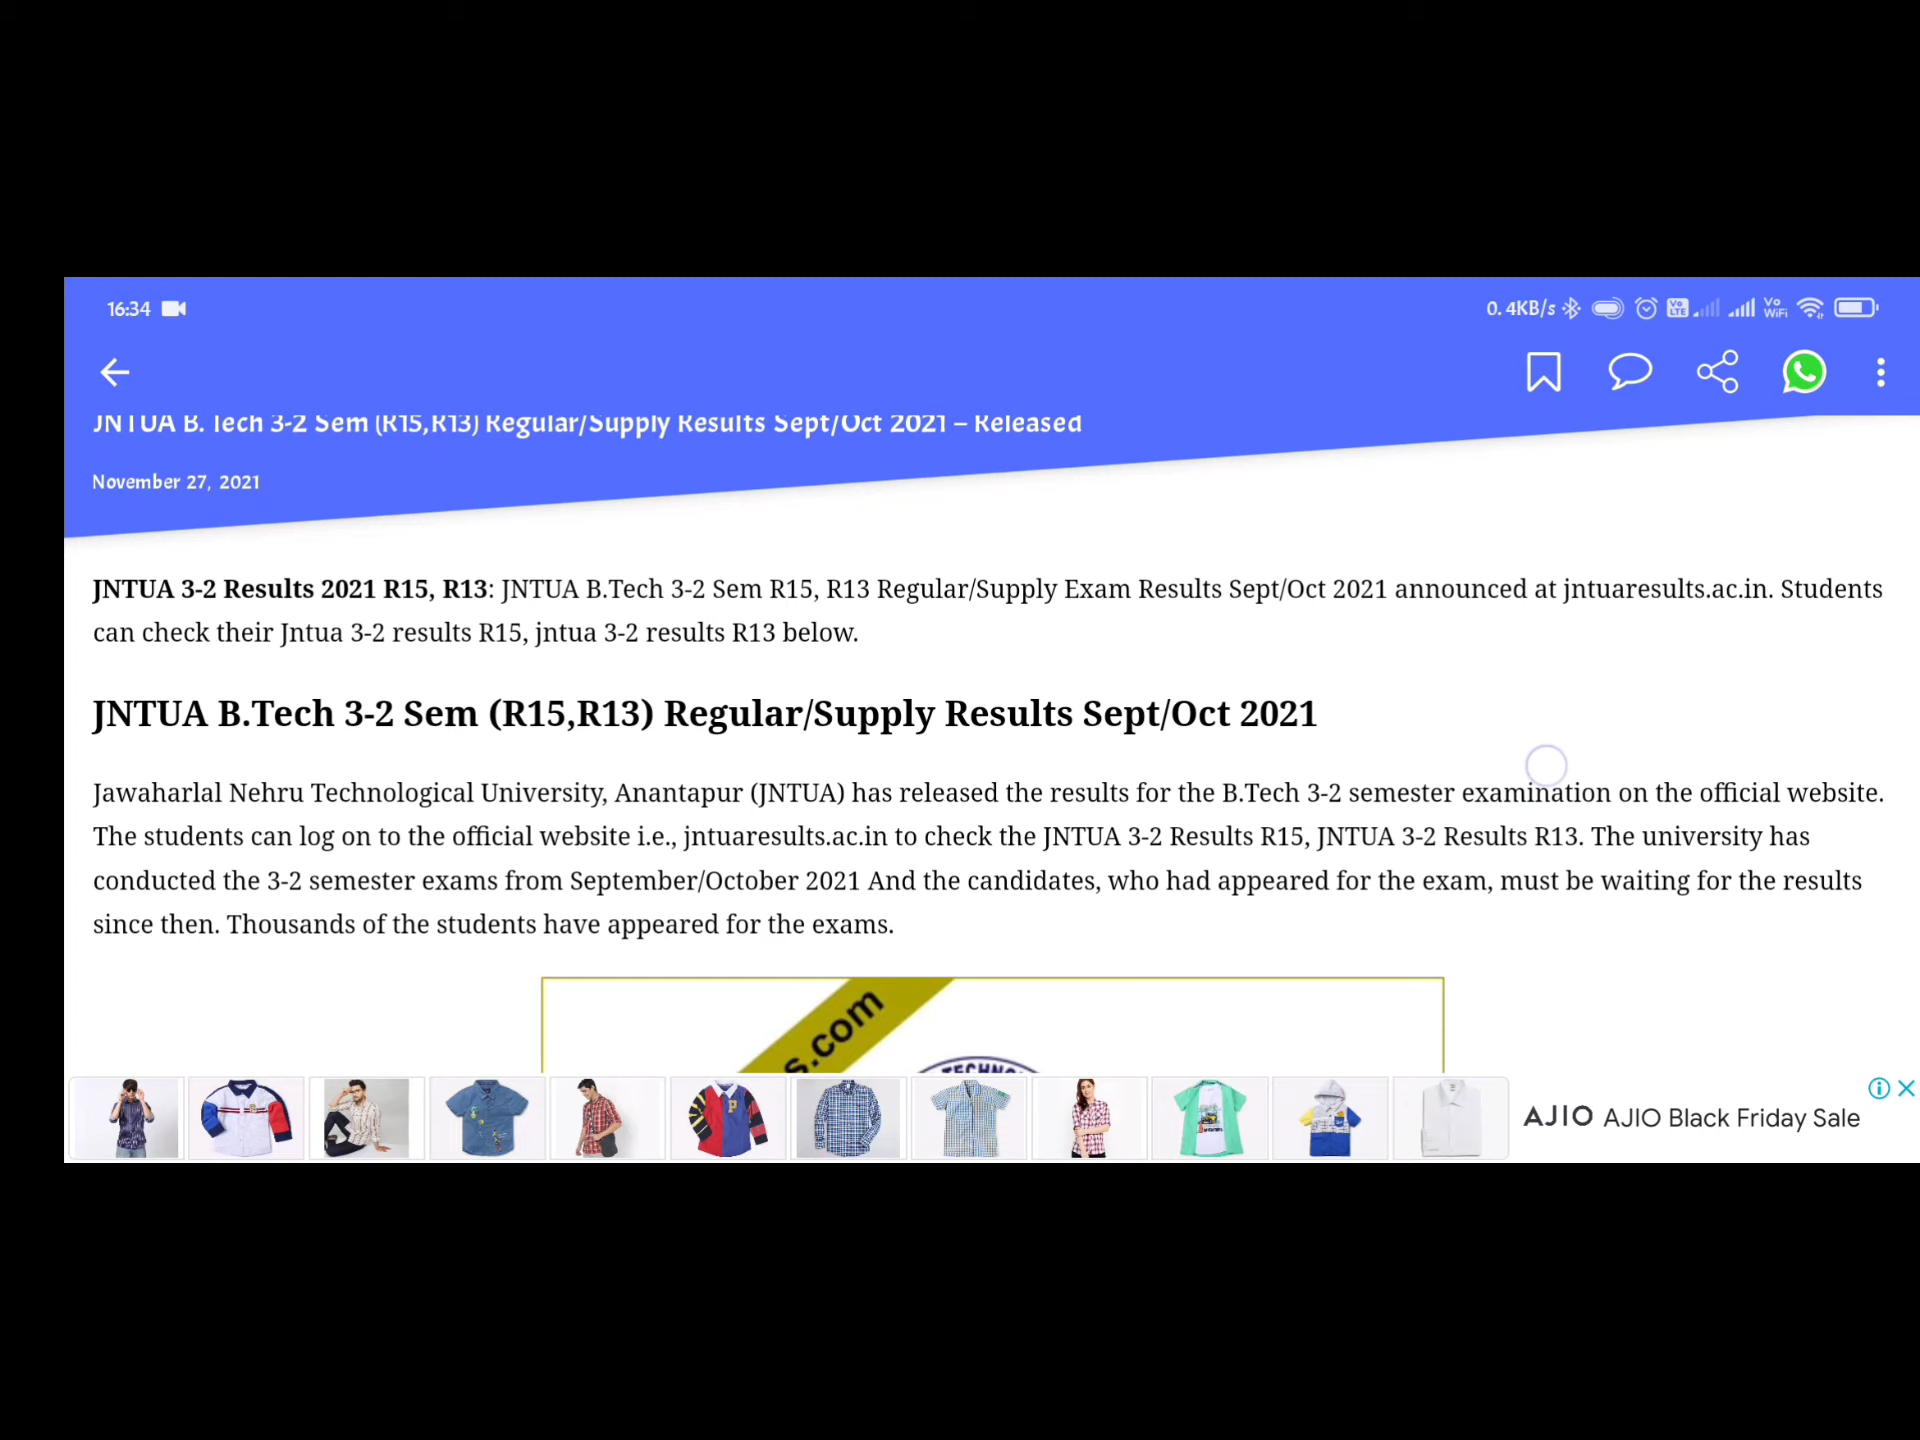 16:34
0.4KB/s
Vo LTE
Vo WiFi
JNTUA B. Tech 3-2 Sem (R15,R13) Regular/Supply Results Sept/Oct 2021 – Released
November 27, 2021
JNTUA 3-2 Results 2021 R15, R13: JNTUA B.Tech 3-2 Sem R15, R13 Regular/Supply Exam Results Sept/Oct 2021 announced at jntuaresults.ac.in. Students
can check their Jntua 3-2 results R15, jntua 3-2 results R13 below.
JNTUA B.Tech 3-2 Sem (R15,R13) Regular/Supply Results Sept/Oct 2021
Jawaharlal Nehru Technological University, Anantapur (JNTUA) has released the results for the B.Tech 3-2 semester examination on the official website.
The students can log on to the official website i.e., jntuaresults.ac.in to check the JNTUA 3-2 Results R15, JNTUA 3-2 Results R13. The university has
conducted the 3-2 semester exams from September/October 2021 And the candidates, who had appeared for the exam, must be waiting for the results
since then. Thousands of the students have appeared for the exams.
s.com
TECHNO
P
AJIO AJIO Black Friday Sale